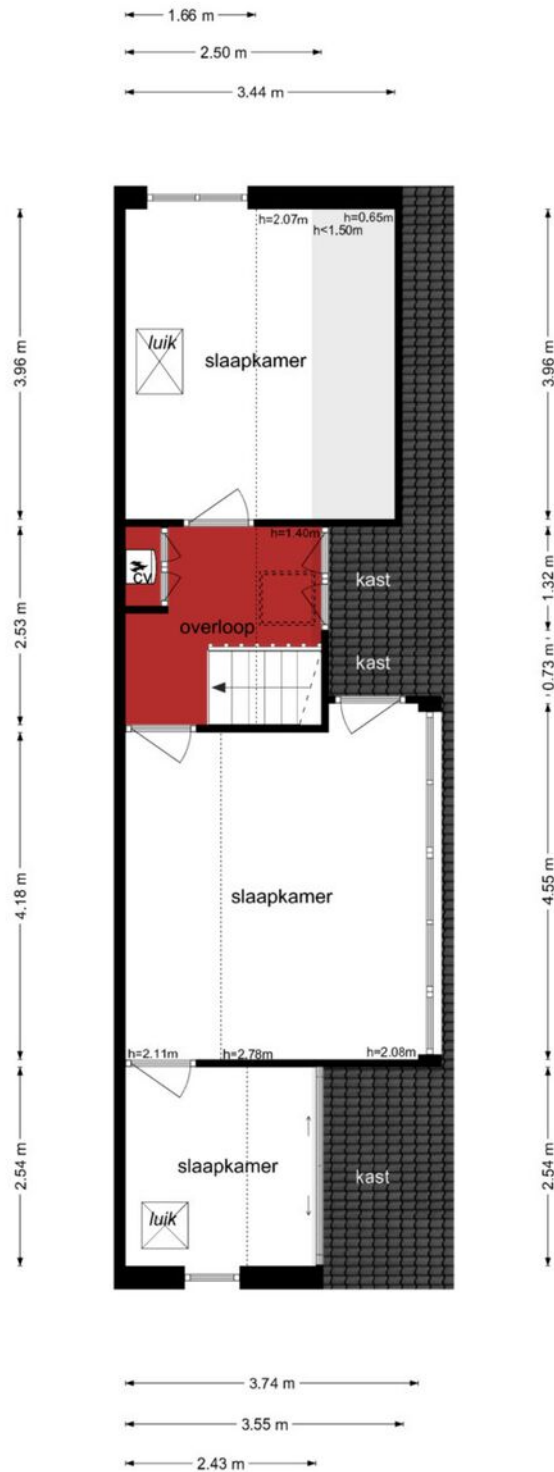 1.66 m
2.50 m
3.44 m
h=2.07m
h=0.65m
h<1.50m
luik
slaapkamer
3.96 m
3.96 m
h=1.40m
cv
kast
1.32 m
overloop
2.53 m
kast
0.73 m
slaapkamer
4.18 m
4.55 m
h=2.11m
h=2.78m
h=2.08m
slaapkamer
kast
2.54 m
2.54 m
luik
3.74 m
3.55 m
2.43 m